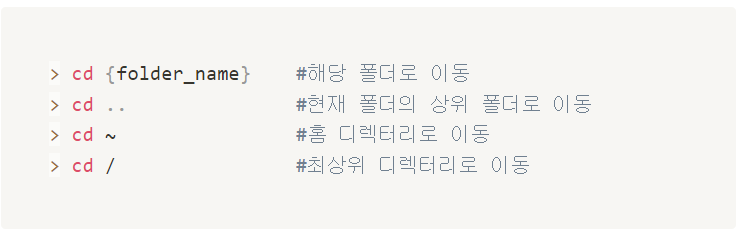 > cd {folder_name}    #해당 폴더로 이동
> cd ..               #현재 폴더의 상위 폴더로 이동
> cd ~                #홈 디렉터리로 이동
> cd /                #최상위 디렉터리로 이동